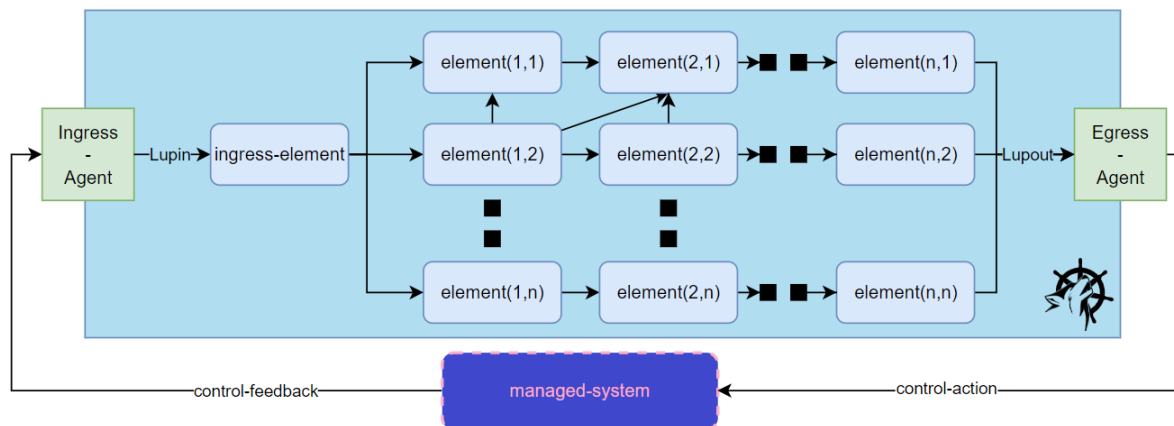 element(1,1)
element(2,1)
element(n,1)
Ingress
-
Agent
Lupin
ingress-element
element(1,2)
element(2,2)
element(n,2)
Lupout
Egress
-
Agent
element(1,n)
element(2,n)
element(n,n)
control-feedback
managed-system
control-action